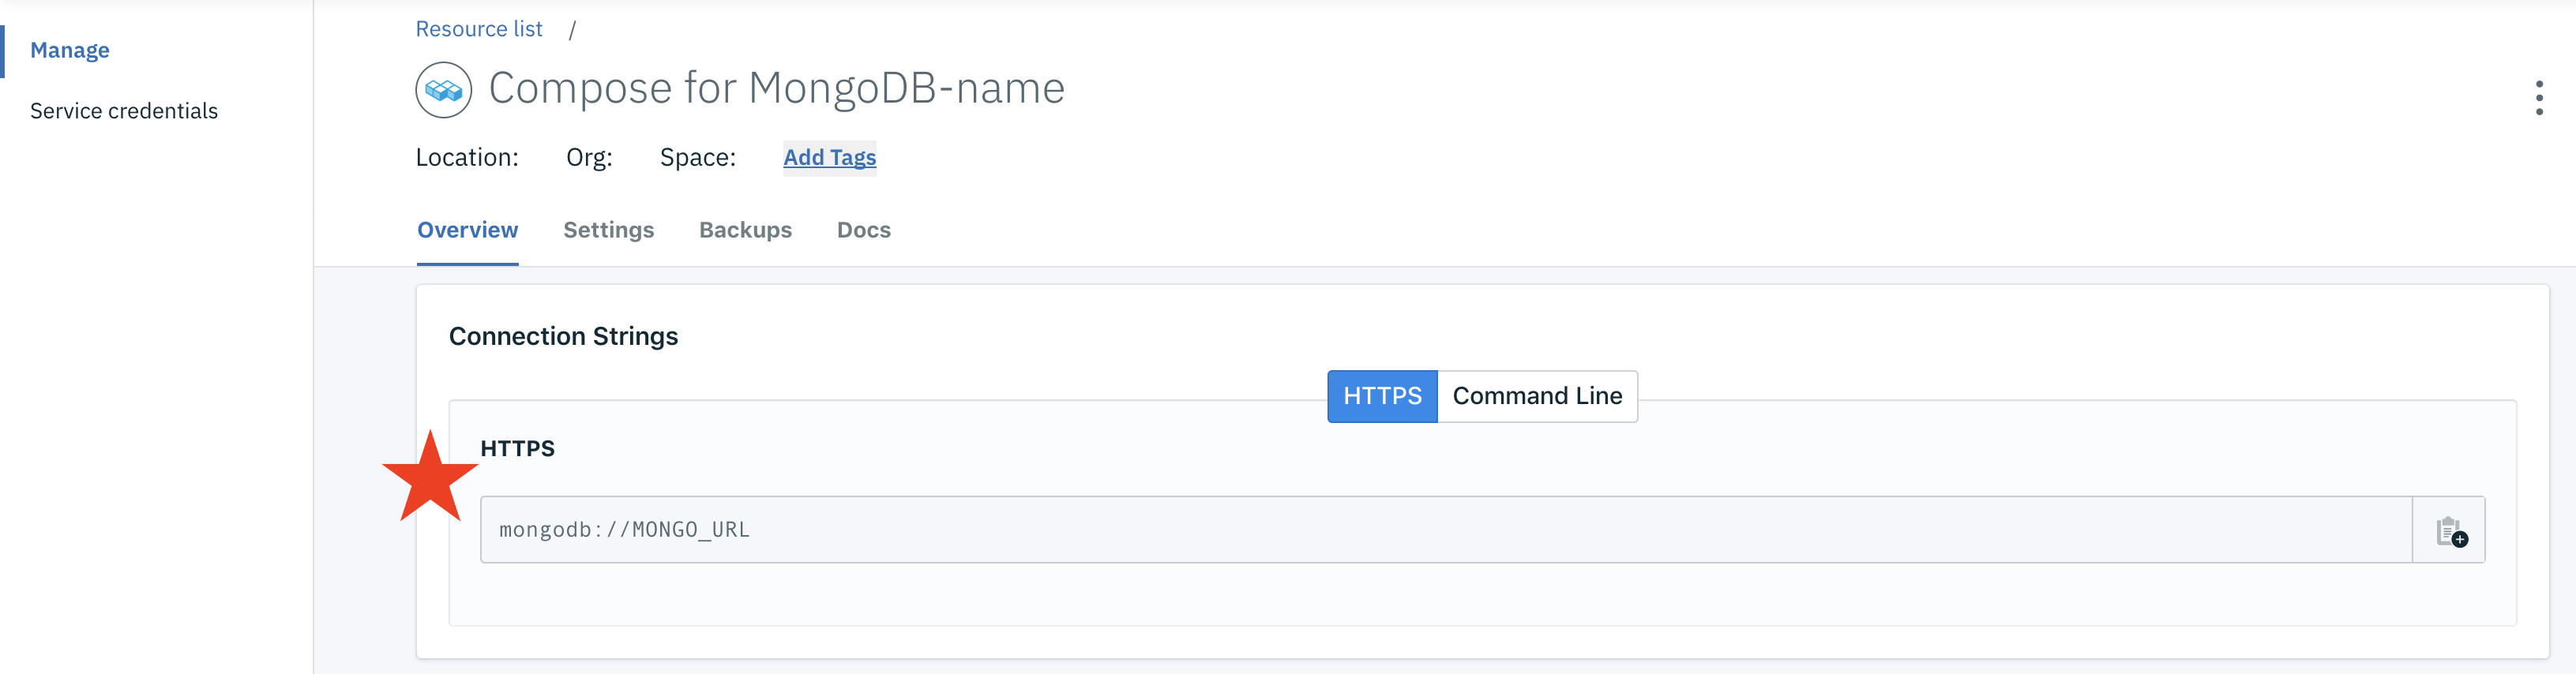 Manage
Service credentials
Resource list /
Compose for MongoDB-name
Location: Org: Space: Add Tags
Overview Settings Backups Docs
Connection Strings
HTTPS Command Line
HTTPS
mongodb://MONGO_URL